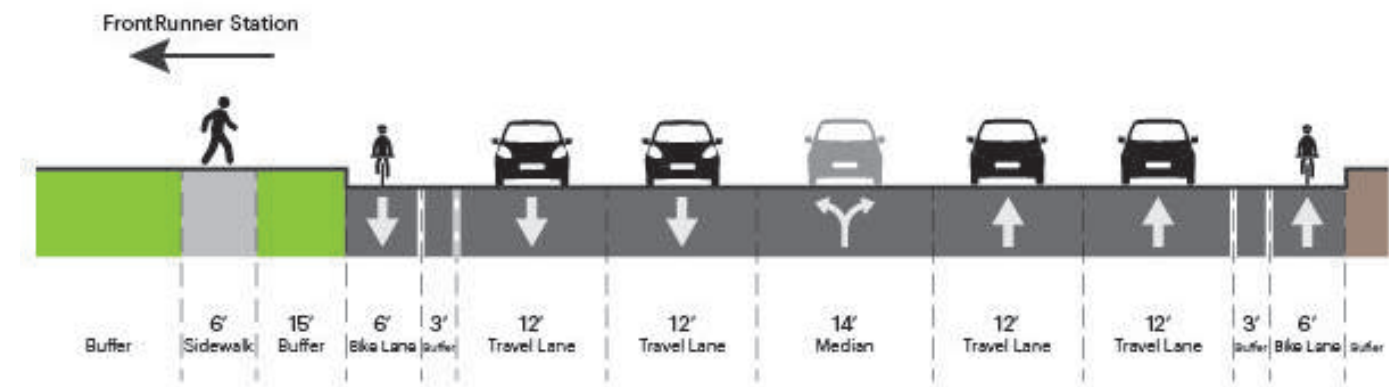 FrontRunner Station
6' 15' 6' 3' 12' 12' 14' 12' 12' 3' 6'
Buffer Sidewalk Buffer Bike Lane Buffer Travel Lane Travel Lane Median Travel Lane Travel Lane Buffer Bike Lane Buffer